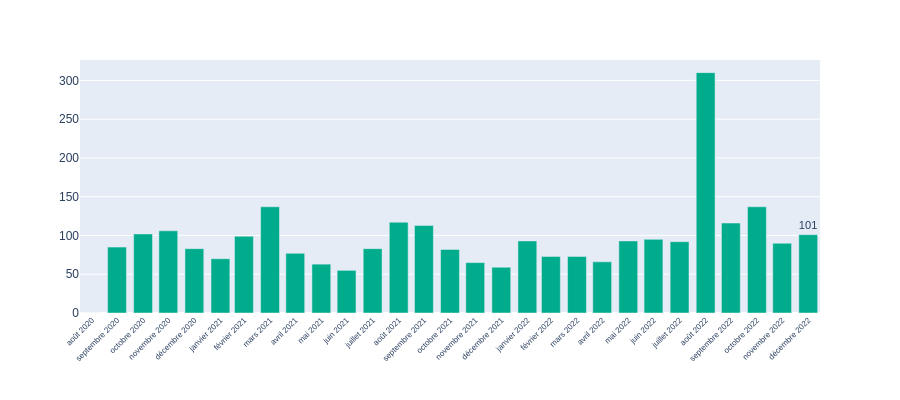 300
250
200
150
100
50
0
101
août 2020
septembre 2020
octobre 2020
novembre 2020
décembre 2020
janvier 2021
février 2021
mars 2021
avril 2021
mai 2021
juin 2021
juillet 2021
août 2021
septembre 2021
octobre 2021
novembre 2021
décembre 2021
janvier 2022
février 2022
mars 2022
avril 2022
mai 2022
juin 2022
juillet 2022
août 2022
septembre 2022
octobre 2022
novembre 2022
décembre 2022